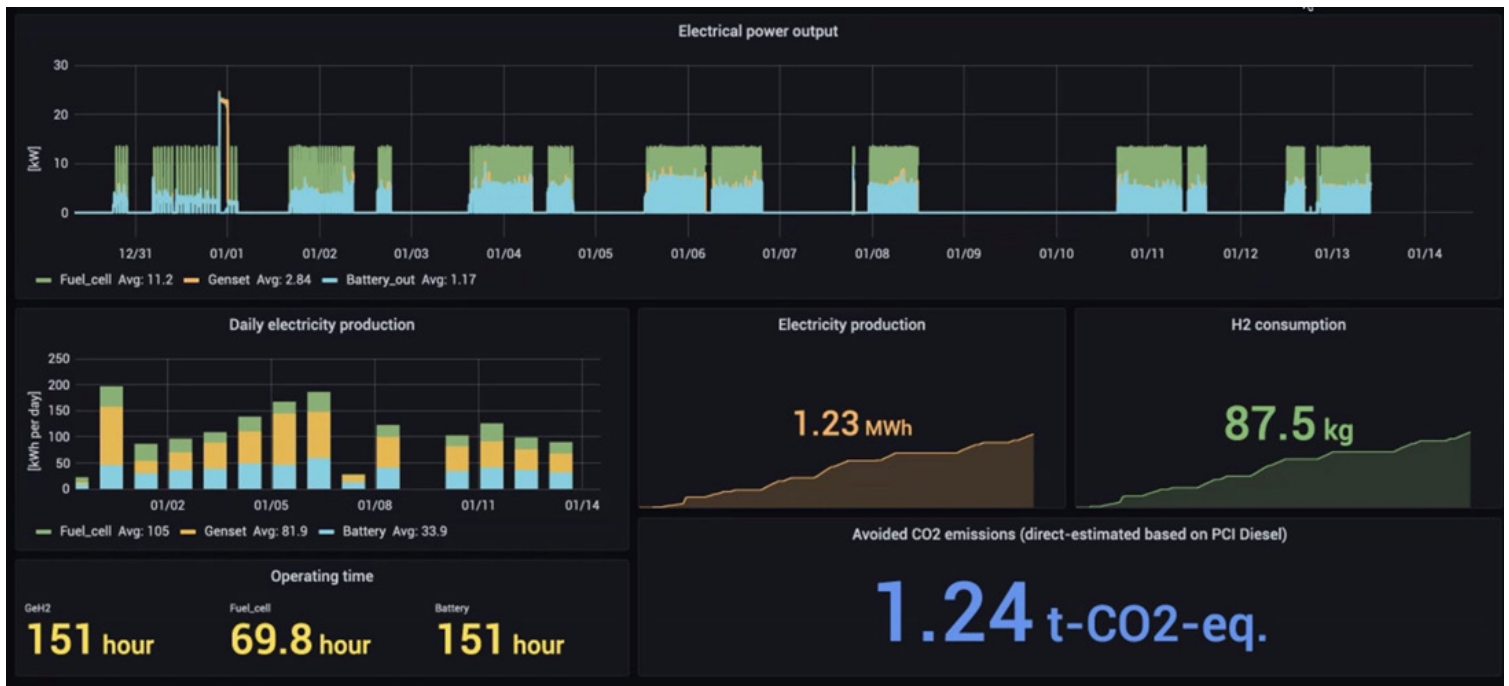 Electrical power output
30
20
10
0
[kW]
12/31 01/01 01/02 01/03 01/04 01/05 01/06 01/07 01/08 01/09 01/10 01/11 01/12 01/13 01/14
Fuel_cell Avg: 11.2 Genset Avg: 2.84 Battery_out Avg: 1.17
Daily electricity production
250
200
150
100
50
0
[kWh per day]
01/02 01/05 01/08 01/11 01/14
Fuel_cell Avg: 105 Genset Avg: 81.9 Battery Avg: 33.9
Electricity production
1.23 MWh
H2 consumption
87.5 kg
Operating time
GeH2 Fuel_cell Battery
151 hour 69.8 hour 151 hour
Avoided CO2 emissions (direct-estimated based on PCI Diesel)
1.24 t-CO2-eq.